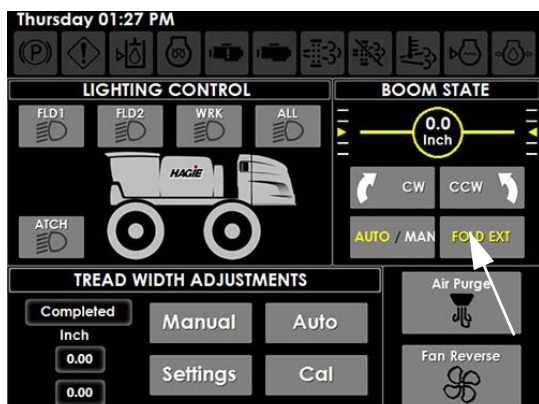 Thursday 01:27 PM
(P)
LIGHTING CONTROL
FLD1 FLD2 WRK ALL
HAGIE
ATCH
BOOM STATE
0.0
Inch
CW CCW
AUTO / MAN FOLD EXT
TREAD WIDTH ADJUSTMENTS
Completed
Inch
0.00
0.00
Manual Auto
Settings Cal
Air Purge
Fan Reverse